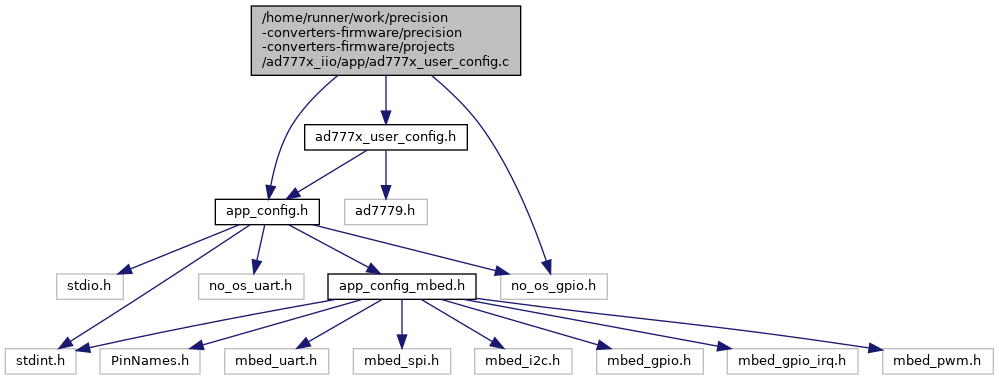 /home/runner/work/precision
-converters-firmware/precision
-converters-firmware/projects
/ad777x_iio/app/ad777x_user_config.c
ad777x_user_config.h
app_config.h
ad7779.h
stdio.h
no_os_uart.h
app_config_mbed.h
no_os_gpio.h
stdint.h
PinNames.h
mbed_uart.h
mbed_spi.h
mbed_i2c.h
mbed_gpio.h
mbed_gpio_irq.h
mbed_pwm.h